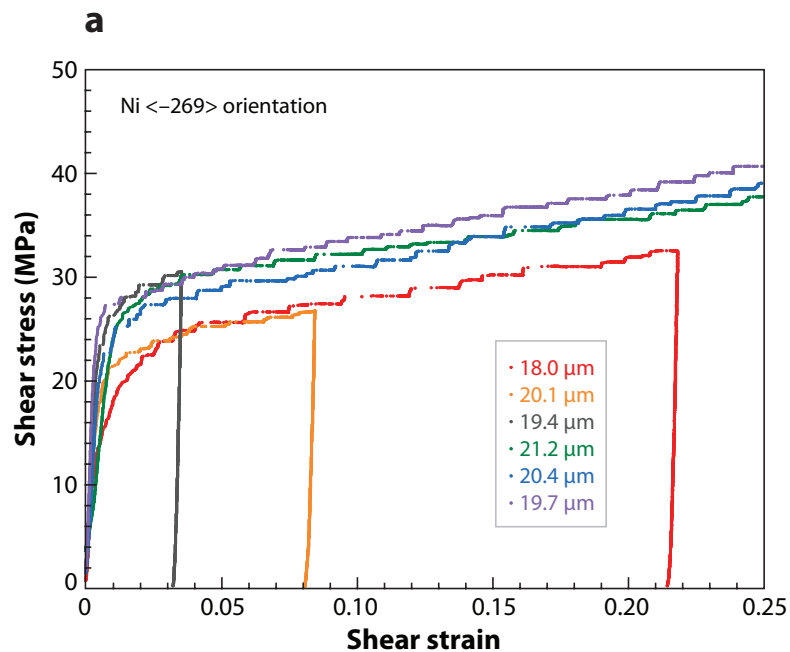 a
50
40
30
20
10
0
Shear stress (MPa)
Ni <–269> orientation
18.0 µm
20.1 µm
19.4 µm
21.2 µm
20.4 µm
19.7 µm
0 0.05 0.10 0.15 0.20 0.25
Shear strain